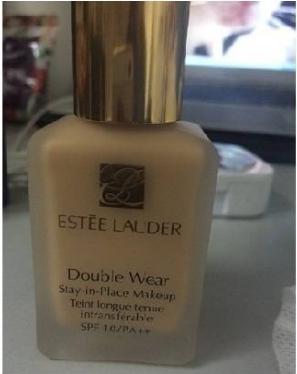 ESTĒE LAUDER
Double Wear
Stay-in-Place Makeup
Teint longue tenue
intransférable
SPF 10/PA++